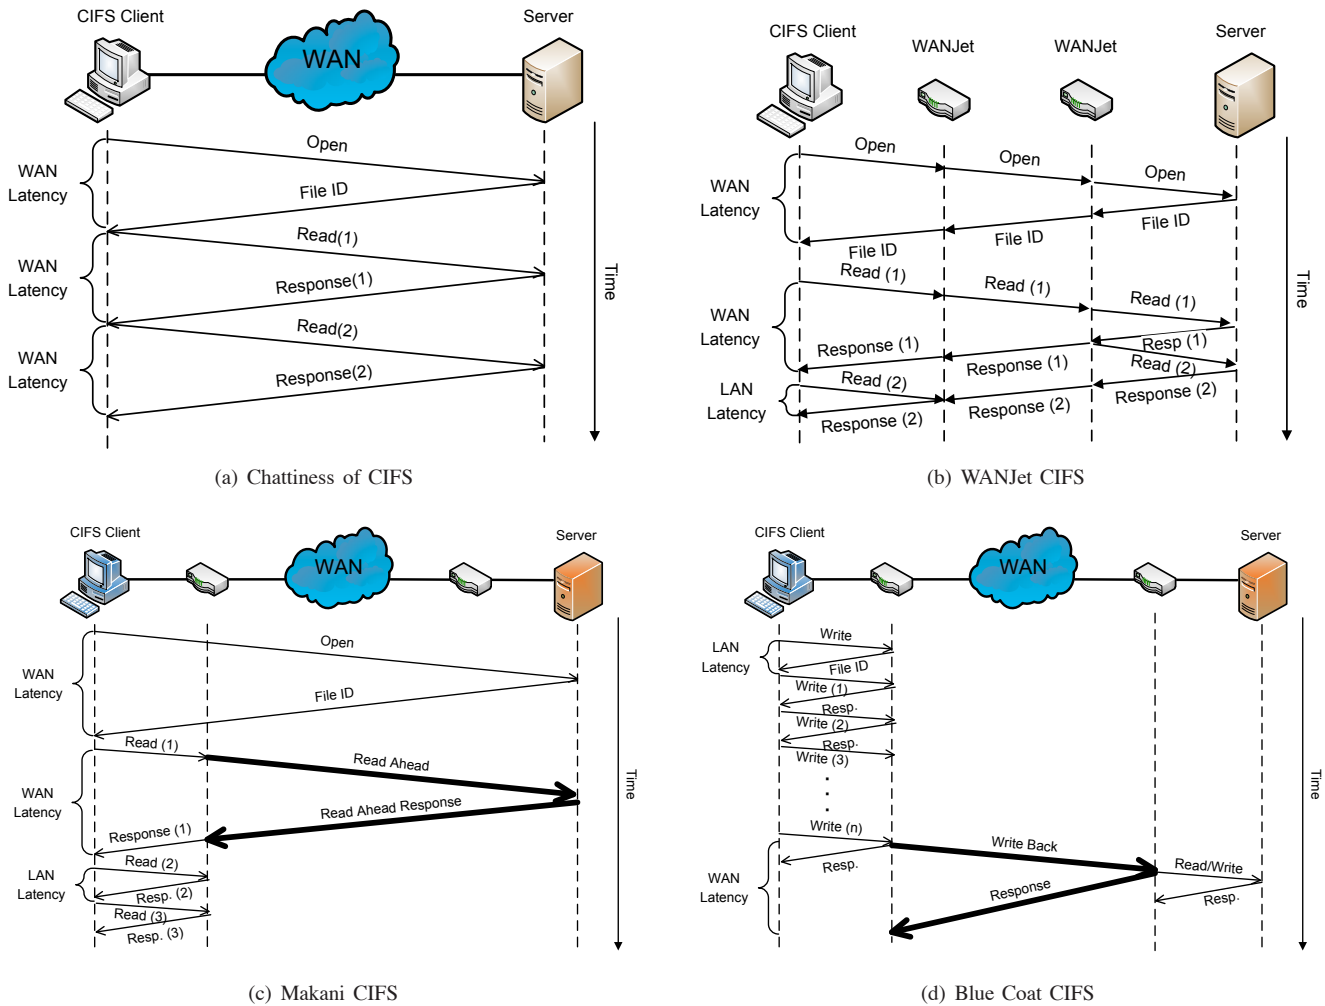 CIFS Client
Server
WAN
Open
WAN
Latency
File ID
Read(1)
WAN
Latency
Response(1)
Read(2)
WAN
Latency
Response(2)
Time
(a) Chattiness of CIFS
CIFS Client
WANJet
WANJet
Server
Open
Open
Open
WAN
Latency
File ID
File ID
File ID
Read (1)
Read (1)
Read (1)
WAN
Latency
Resp (1)
Response (1)
Response (1)
Read (2)
LAN
Latency
Read (2)
Response (2)
Response (2)
Response (2)
Time
(b) WANJet CIFS
CIFS Client
Server
WAN
Open
WAN
Latency
File ID
Read (1)
Read Ahead
WAN
Latency
Read Ahead Response
Response (1)
Read (2)
LAN
Latency
Resp. (2)
Read (3)
Resp. (3)
Time
(c) Makani CIFS
CIFS Client
Server
WAN
Write
LAN
Latency
File ID
Write (1)
Resp.
Write (2)
Resp.
Write (3)
Write (n)
Write Back
Resp.
Read/Write
WAN
Latency
Response
Resp.
Time
(d) Blue Coat CIFS